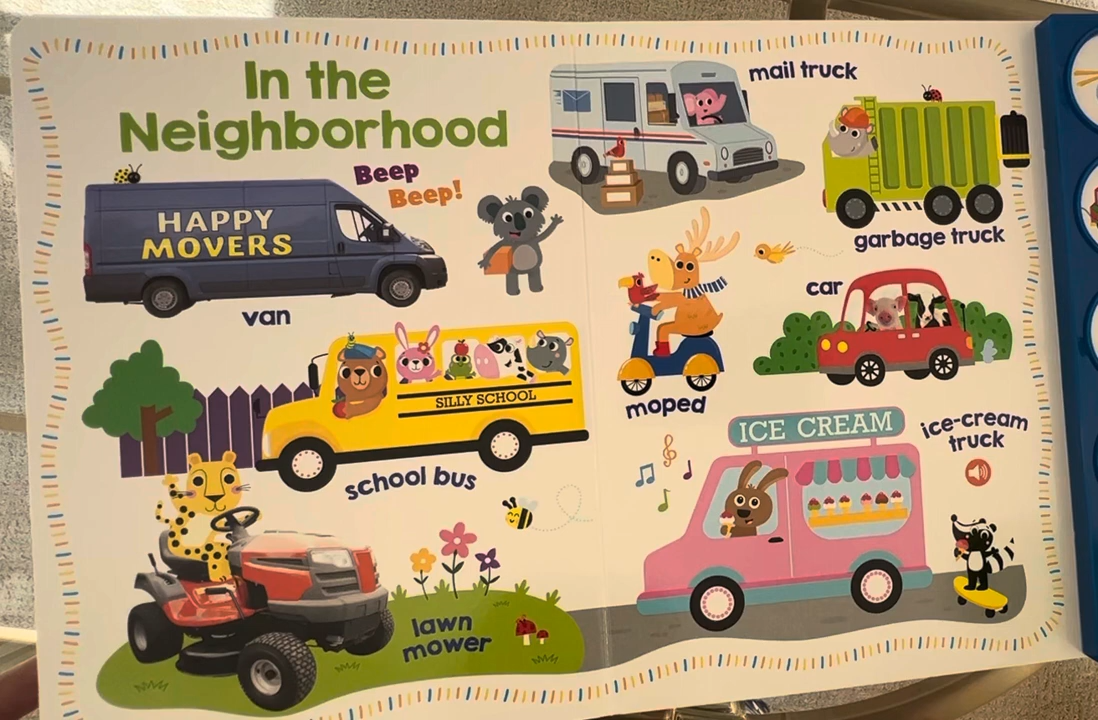 In the
Neighborhood
Beep
Beep!
HAPPY
MOVERS
van
mail truck
garbage truck
car
moped
SILLY SCHOOL
school bus
ICE CREAM
ice-cream
truck
lawn
mower